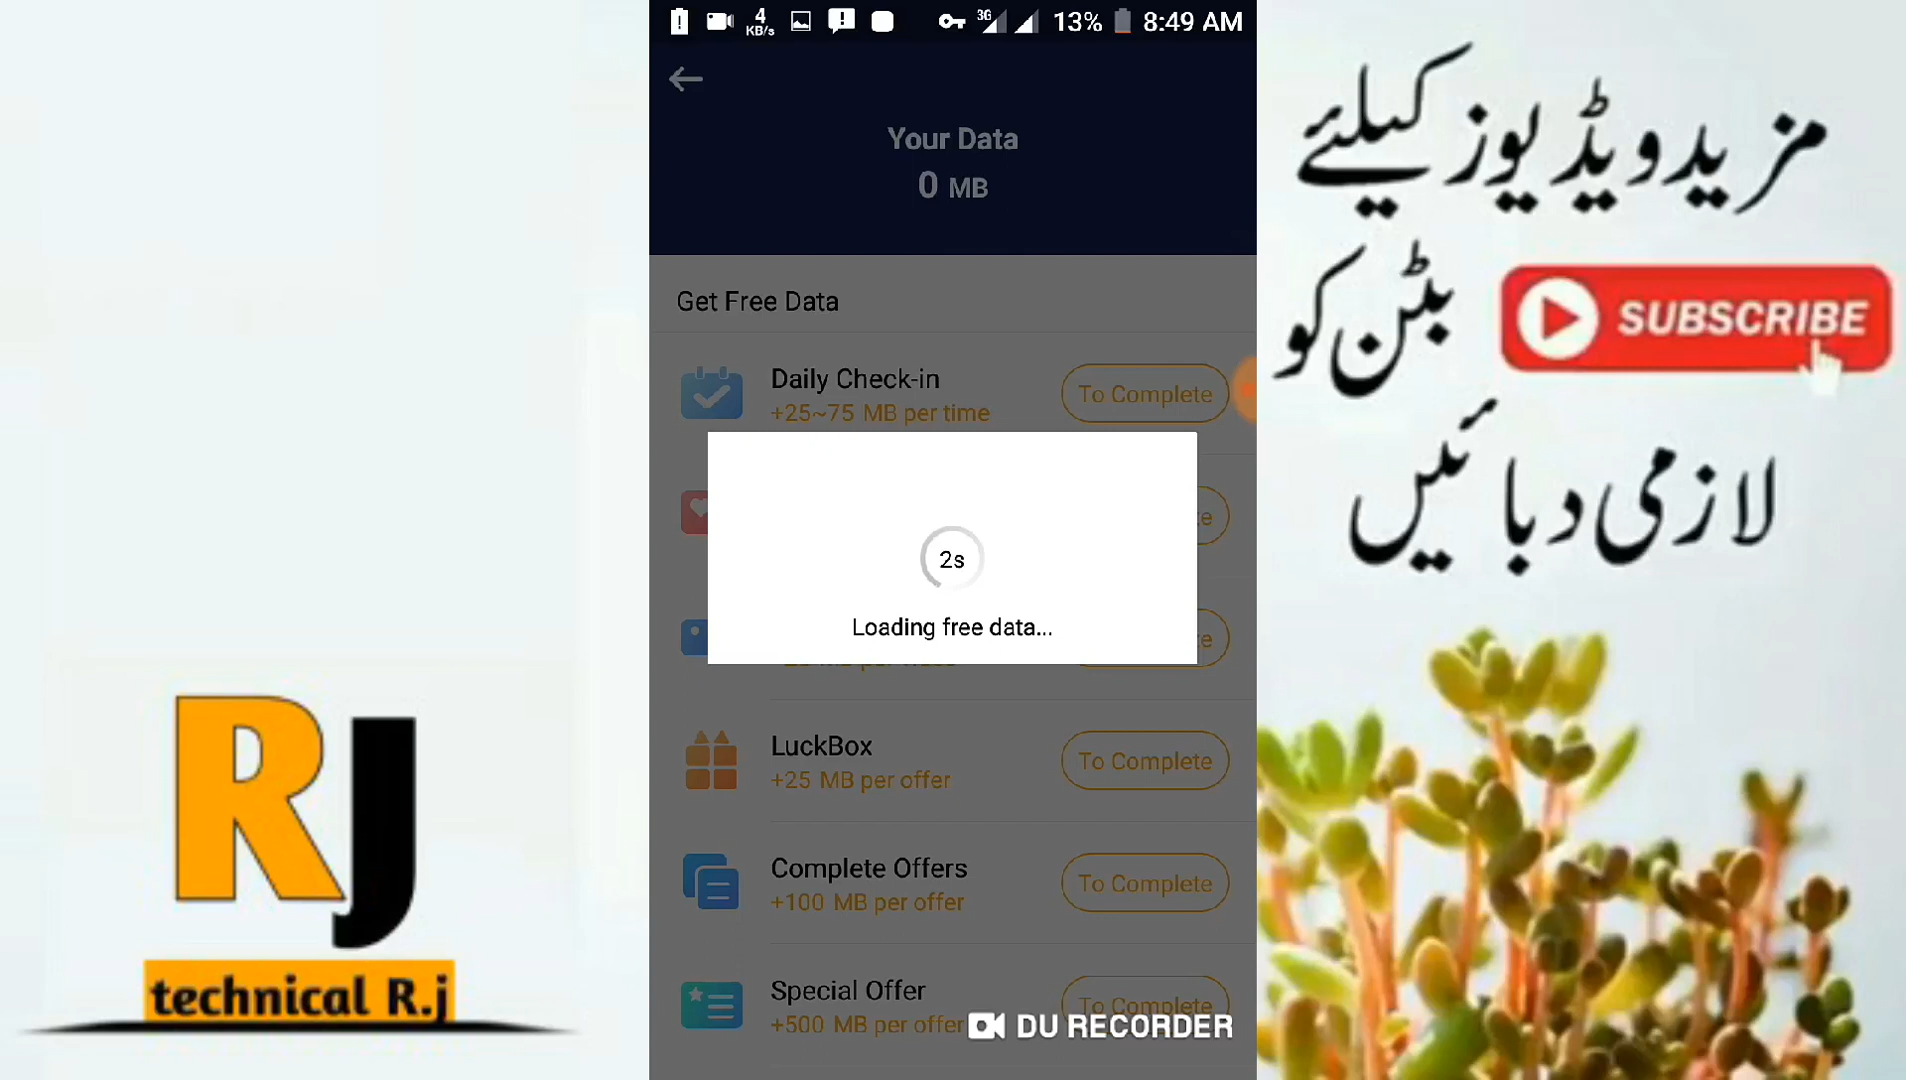 4
KB/s
3G
13%
8:49 AM
Your Data
0 MB
Get Free Data
Daily Check-in
+25~75 MB per time
To Complete
2s
Loading free data...
LuckBox
+25 MB per offer
To Complete
Complete Offers
+100 MB per offer
To Complete
Special Offer
+500 MB per offer
To Complete
DU RECORDER
مزید ویڈیوز کیلئے
بٹن کو
SUBSCRIBE
لازمی دبائیں
RJ
technical R.j